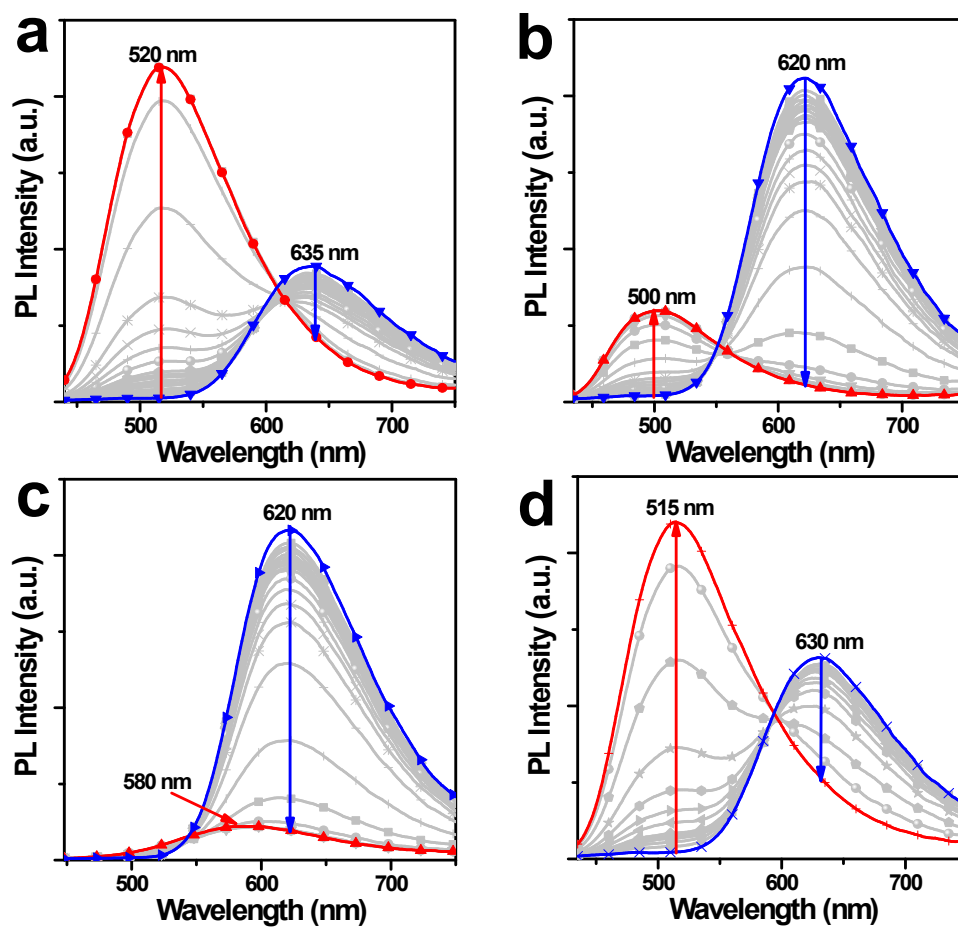 a
520 nm
635 nm
PL Intensity (a.u.)
500
600
700
Wavelength (nm)
b
620 nm
500 nm
PL Intensity (a.u.)
500
600
700
Wavelength (nm)
c
620 nm
580 nm
PL Intensity (a.u.)
500
600
700
Wavelength (nm)
d
515 nm
630 nm
PL Intensity (a.u.)
500
600
700
Wavelength (nm)